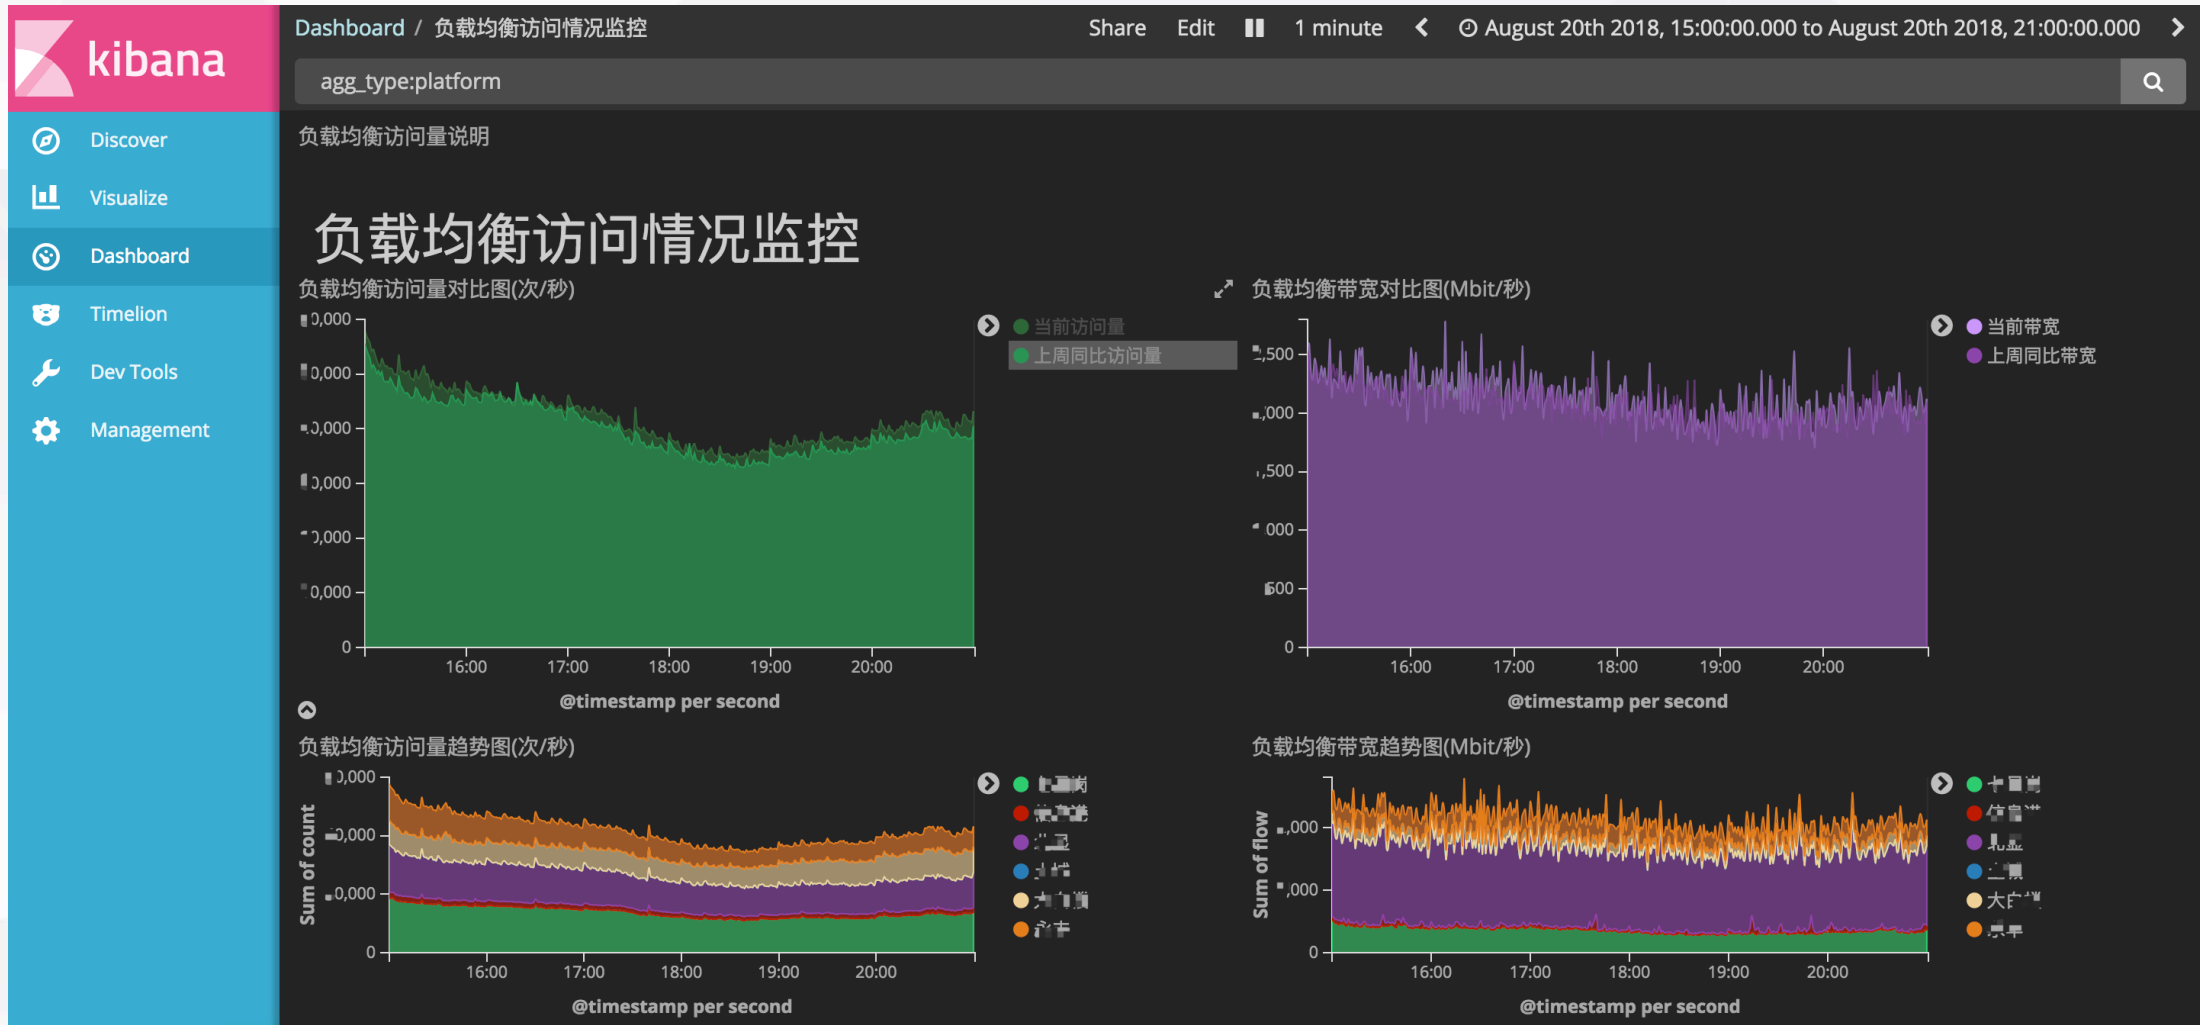 kibana
Discover
Visualize
Dashboard
Timelion
Dev Tools
Management
Dashboard / 负载均衡访问情况监控
Share Edit 1 minute August 20th 2018, 15:00:00.000 to August 20th 2018, 21:00:00.000
agg_type:platform
负载均衡访问量说明
负载均衡访问情况监控
负载均衡访问量对比图(次/秒)
0
16:00 17:00 18:00 19:00 20:00
@timestamp per second
当前访问量
上周同比访问量
负载均衡带宽对比图(Mbit/秒)
0
16:00 17:00 18:00 19:00 20:00
@timestamp per second
当前带宽
上周同比带宽
负载均衡访问量趋势图(次/秒)
Sum of count
0
16:00 17:00 18:00 19:00 20:00
@timestamp per second
负载均衡带宽趋势图(Mbit/秒)
Sum of flow
0
16:00 17:00 18:00 19:00 20:00
@timestamp per second